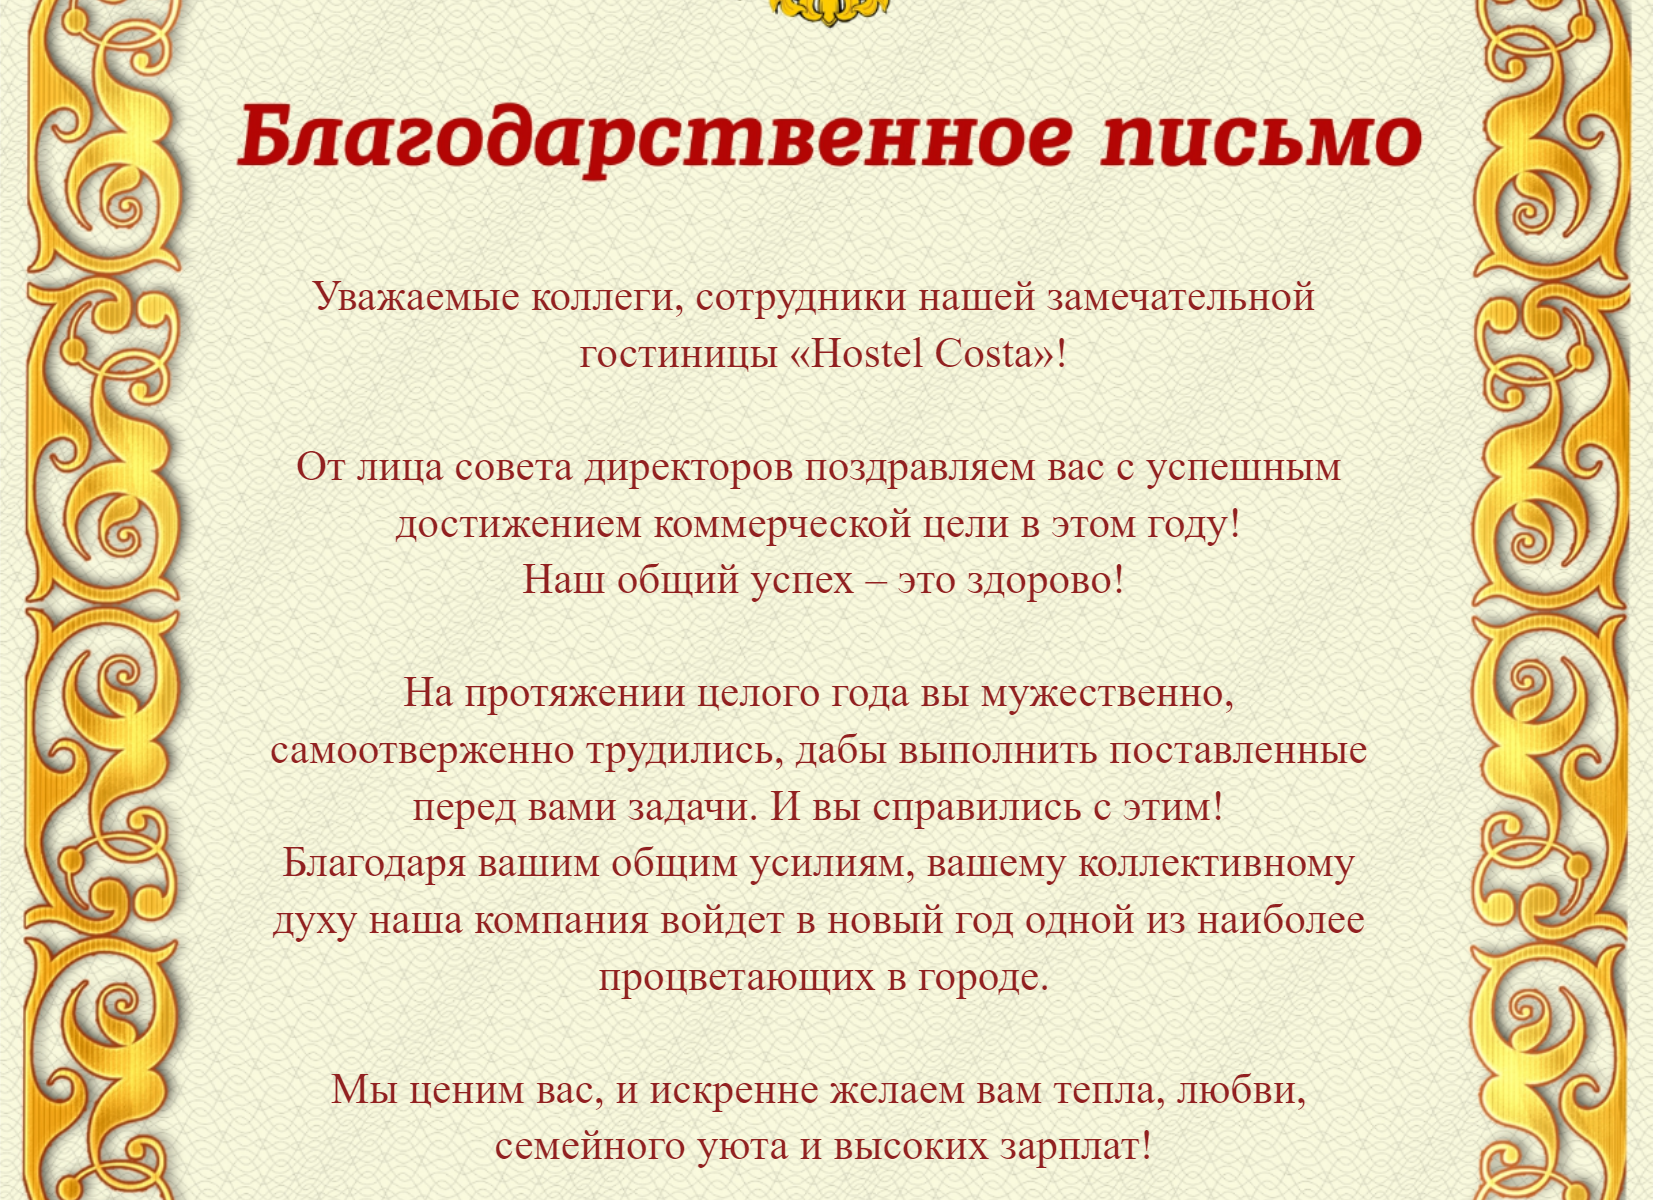 Благодарственное письмо
Уважаемые коллеги, сотрудники нашей замечательной
гостиницы «Hostel Costa»!
От лица совета директоров поздравляем вас с успешным
достижением коммерческой цели в этом году!
Наш общий успех – это здорово!
На протяжении целого года вы мужественно,
самоотверженно трудились, дабы выполнить поставленные
перед вами задачи. И вы справились с этим!
Благодаря вашим общим усилиям, вашему коллективному
духу наша компания войдет в новый год одной из наиболее
процветающих в городе.
Мы ценим вас, и искренне желаем вам тепла, любви,
семейного уюта и высоких зарплат!